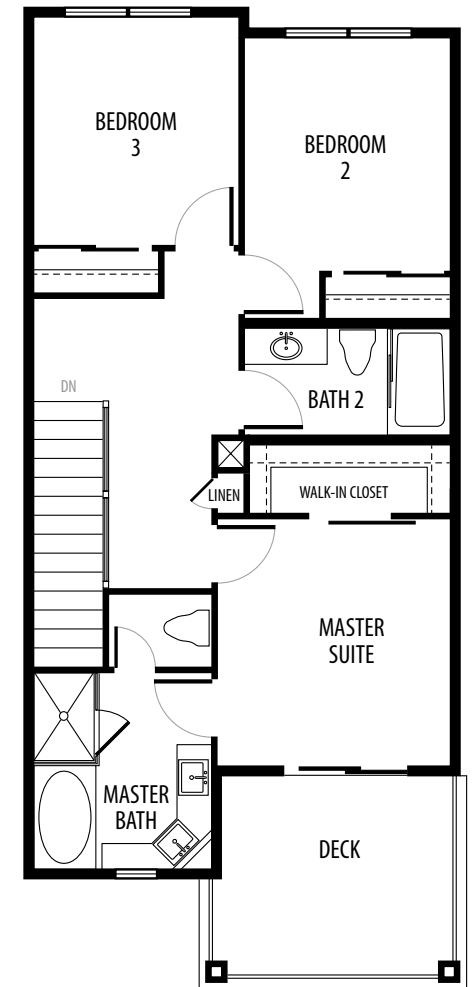 BEDROOM
3
BEDROOM
2
DN
BATH 2
LINEN
WALK-IN CLOSET
MASTER
SUITE
MASTER
BATH
DECK